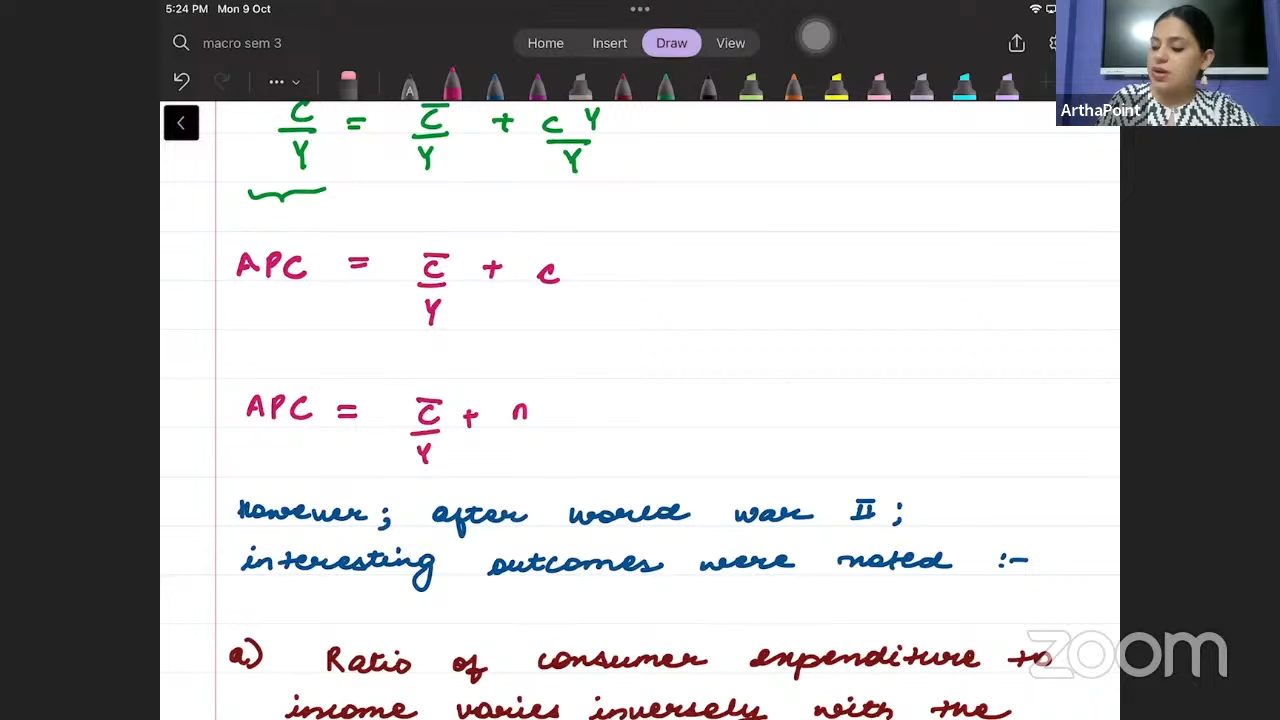 5:24 PM Mon 9 Oct
macro sem 3
Home Insert Draw View
A
ArthaPoint
C/Y = C̅/Y + c Y/Y
APC = C̅/Y + c
APC = C̅/Y + n
However; after world war II;
interesting outcomes were noted :-
a.) Ratio of consumer expenditure to
income varies inversely with the
zoom